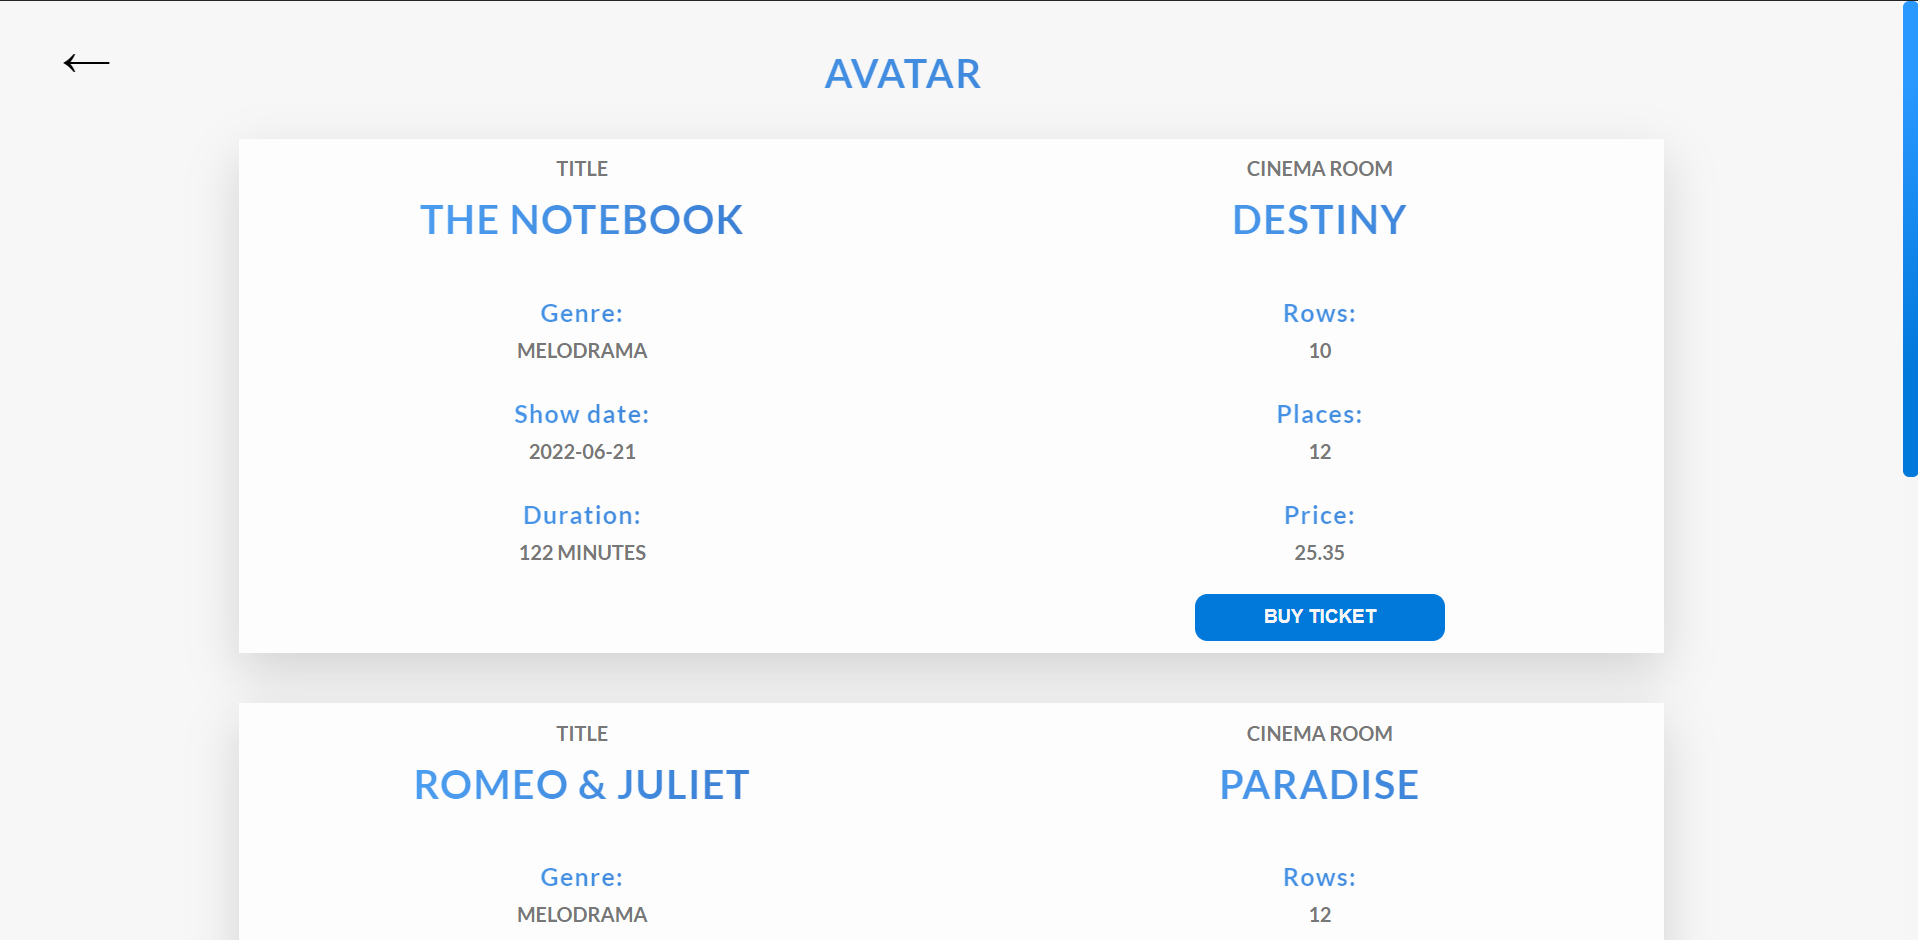 AVATAR
TITLE
THE NOTEBOOK
Genre:
MELODRAMA
Show date:
2022-06-21
Duration:
122 MINUTES
CINEMA ROOM
DESTINY
Rows:
10
Places:
12
Price:
25.35
BUY TICKET
TITLE
ROMEO & JULIET
Genre:
MELODRAMA
CINEMA ROOM
PARADISE
Rows:
12